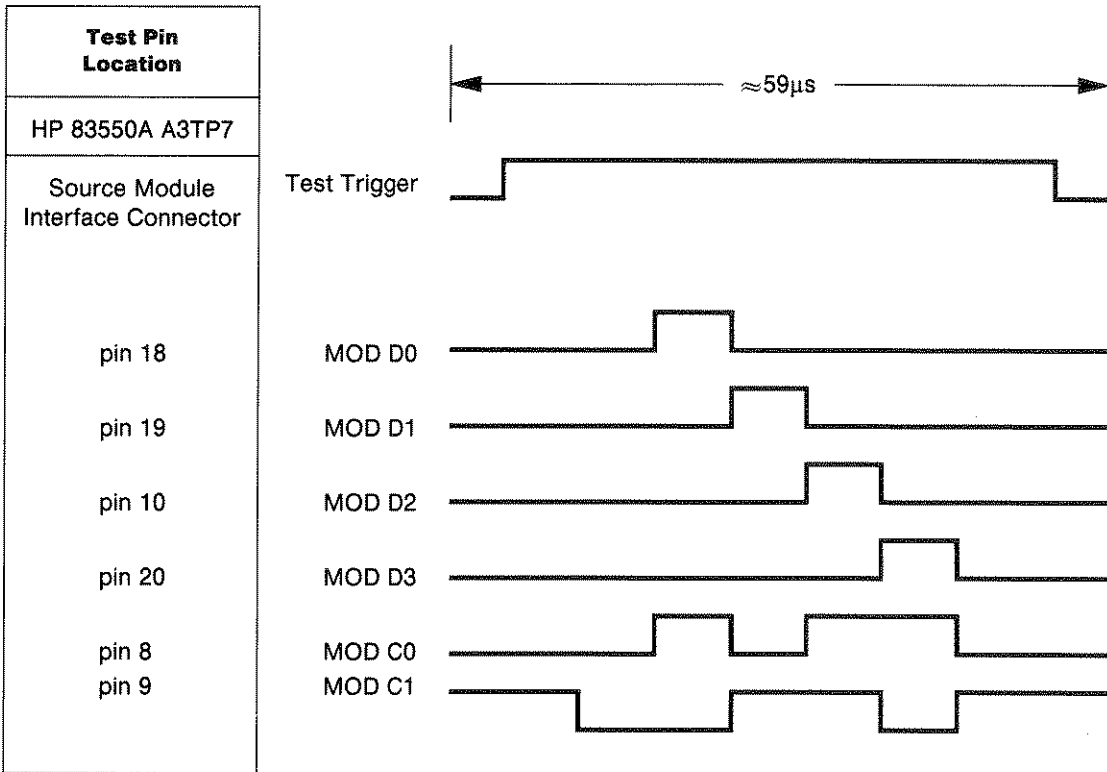 Test Pin
Location
HP 83550A A3TP7
Source Module
Interface Connector
≈59μs
Test Trigger
pin 18 MOD D0
pin 19 MOD D1
pin 10 MOD D2
pin 20 MOD D3
pin 8 MOD C0
pin 9 MOD C1